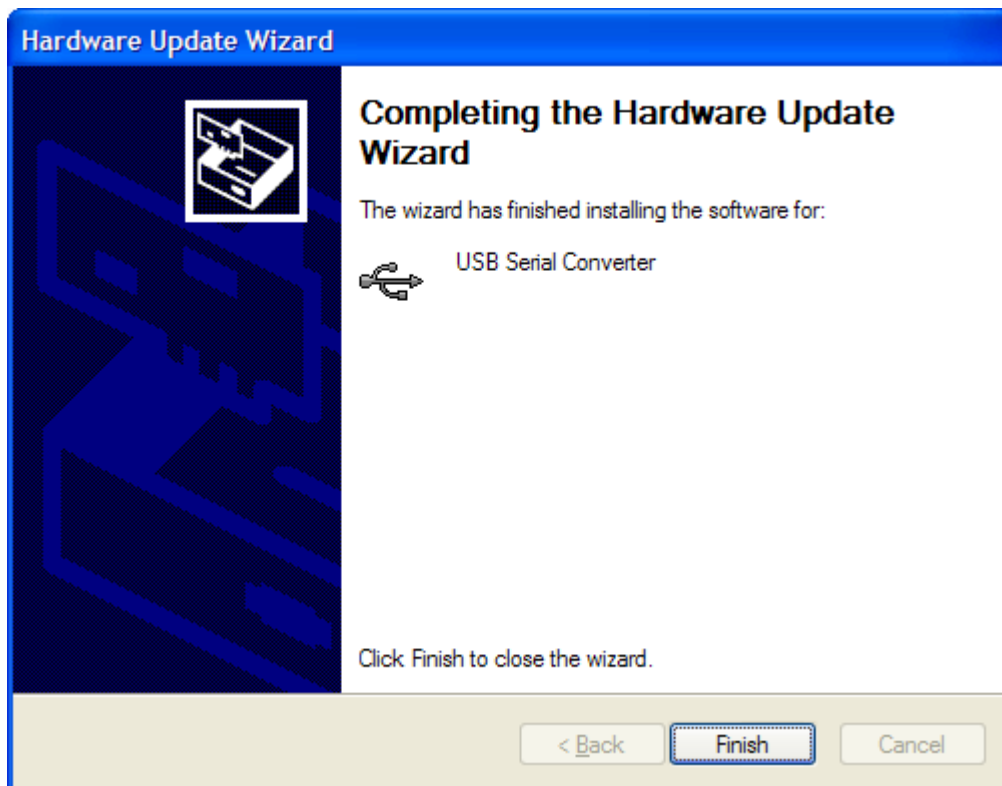 Hardware Update Wizard
Completing the Hardware Update
Wizard
The wizard has finished installing the software for:
USB Serial Converter
Click Finish to close the wizard.
< Back
Finish
Cancel